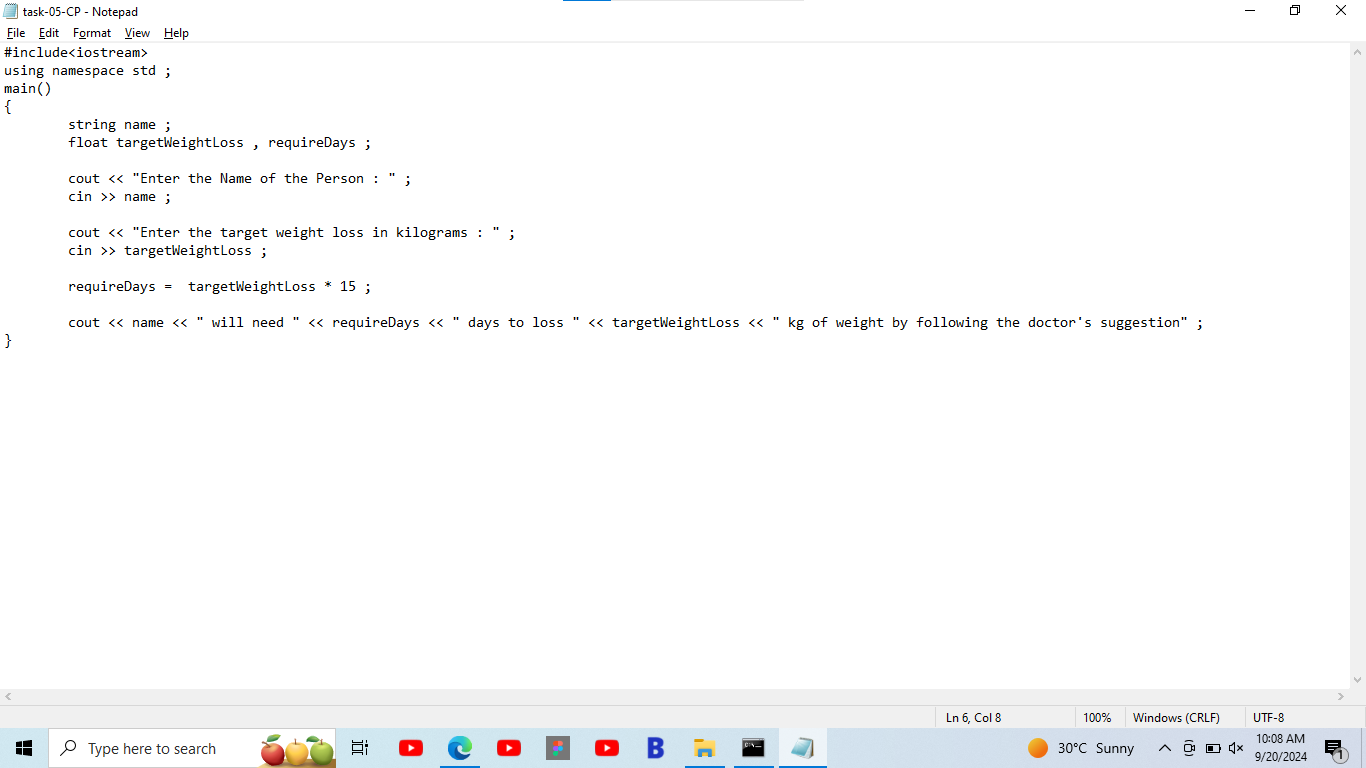 task-05-CP - Notepad
File Edit Format View Help
#include<iostream>
using namespace std ;
main()
{
        string name ;
        float targetWeightLoss , requireDays ;

        cout << "Enter the Name of the Person : " ;
        cin >> name ;

        cout << "Enter the target weight loss in kilograms : " ;
        cin >> targetWeightLoss ;

        requireDays =  targetWeightLoss * 15 ;

        cout << name << " will need " << requireDays << " days to loss " << targetWeightLoss << " kg of weight by following the doctor's suggestion" ;
}
Ln 6, Col 8 100% Windows (CRLF) UTF-8
Type here to search B C:\ 30°C Sunny 10:08 AM 1
9/20/2024